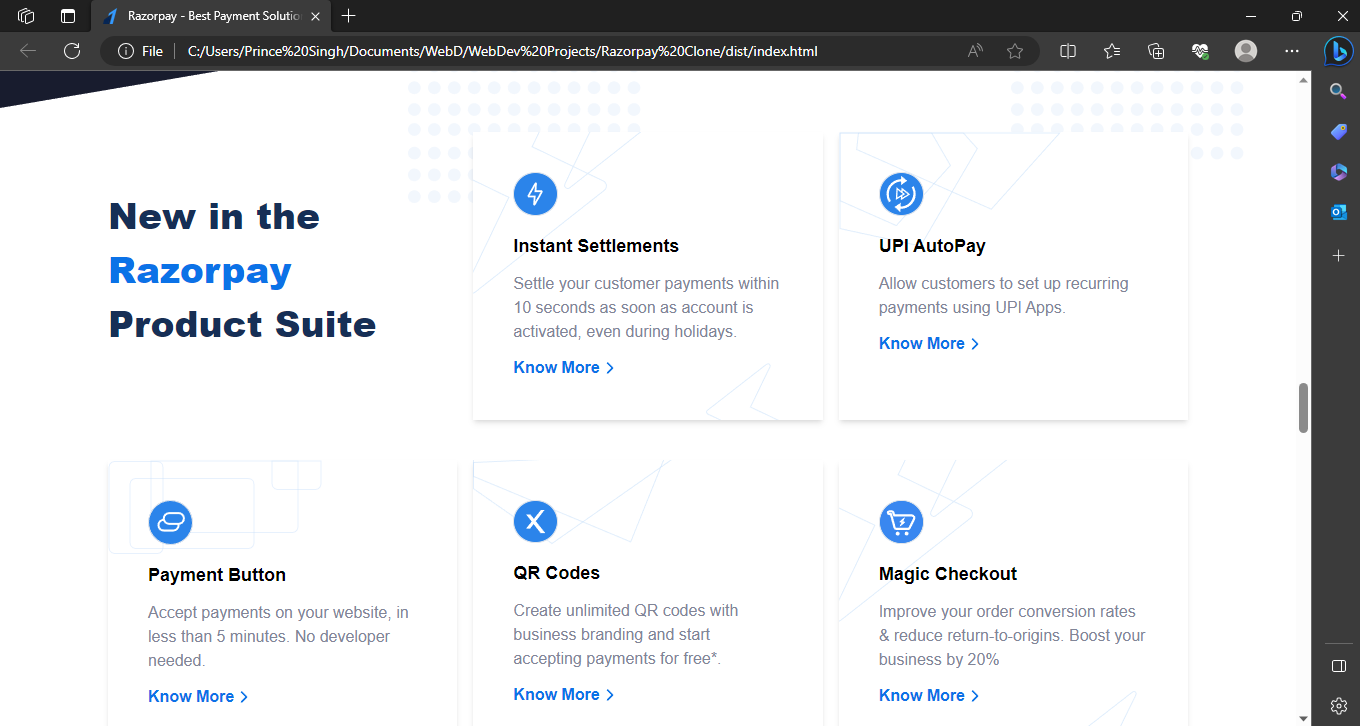 Razorpay - Best Payment Solutio
File
C:/Users/Prince%20Singh/Documents/WebD/WebDev%20Projects/Razorpay%20Clone/dist/index.html
New in the
Razorpay
Product Suite
Instant Settlements
Settle your customer payments within
10 seconds as soon as account is
activated, even during holidays.
Know More
UPI AutoPay
Allow customers to set up recurring
payments using UPI Apps.
Know More
Payment Button
Accept payments on your website, in
less than 5 minutes. No developer
needed.
Know More
QR Codes
Create unlimited QR codes with
business branding and start
accepting payments for free*.
Know More
Magic Checkout
Improve your order conversion rates
& reduce return-to-origins. Boost your
business by 20%
Know More